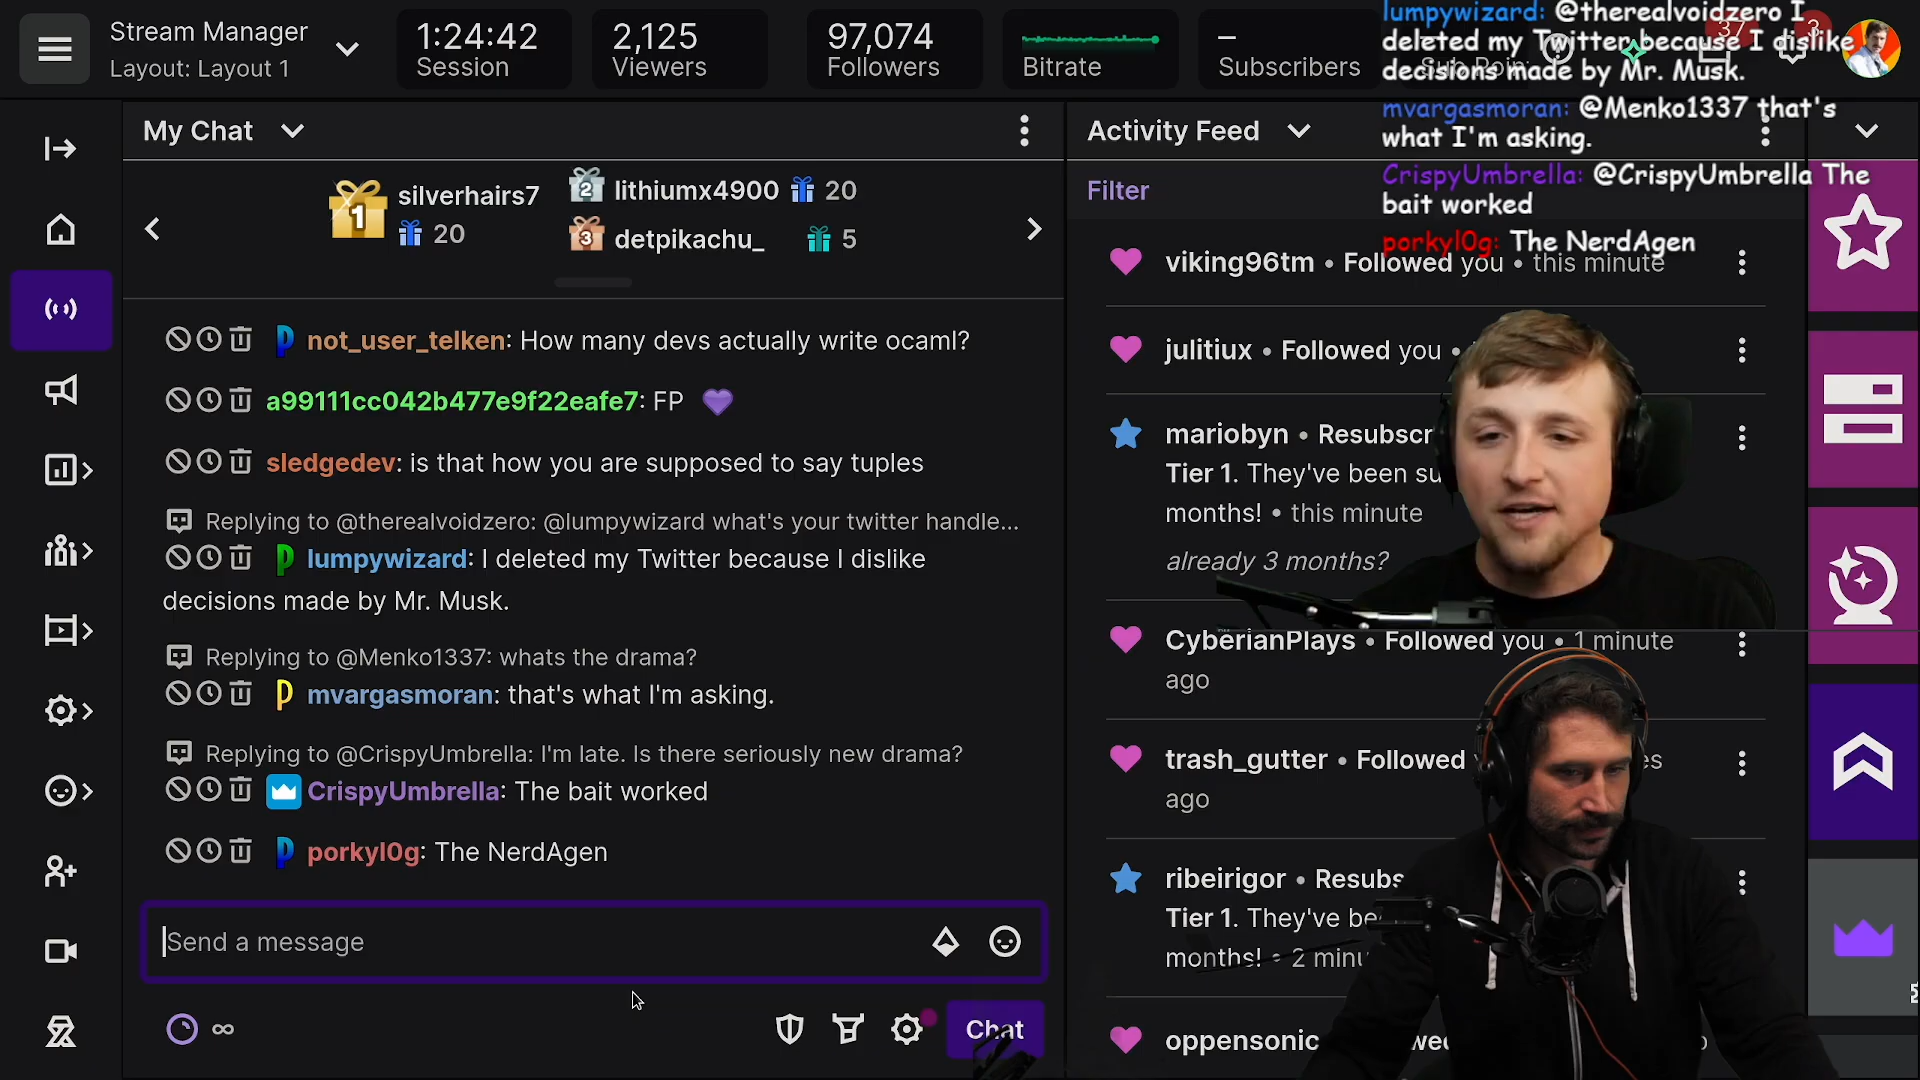 Stream Manager
Layout: Layout 1
1:24:42
Session
2,125
Viewers
97,074
Followers
Bitrate
–
Subscribers
37
3
lumpywizard: @therealvoidzero I
deleted my Twitter because I dislike
decisions made by Mr. Musk.
mvargasmoran: @Menko1337 that's
what I'm asking.
CrispyUmbrella: @CrispyUmbrella The
bait worked
porkyl0g: The NerdAgen
My Chat
1
silverhairs7
20
2
lithiumx4900
20
3
detpikachu_
5
not_user_telken: How many devs actually write ocaml?
a99111cc042b477e9f22eafe7: FP
sledgedev: is that how you are supposed to say tuples
Replying to @therealvoidzero: @lumpywizard what's your twitter handle...
lumpywizard: I deleted my Twitter because I dislike
decisions made by Mr. Musk.
Replying to @Menko1337: whats the drama?
mvargasmoran: that's what I'm asking.
Replying to @CrispyUmbrella: I'm late. Is there seriously new drama?
CrispyUmbrella: The bait worked
porkyl0g: The NerdAgen
Send a message
∞
Chat
Activity Feed
Filter
viking96tm • Followed you • this minute
julitiux • Followed you •
mariobyn • Resubscr
Tier 1. They've been su
months! • this minute
already 3 months?
CyberianPlays • Followed you • 1 minute
ago
trash_gutter • Followed
ago
ribeirigor • Resubs
Tier 1. They've be
months! • 2 minu
oppensonic